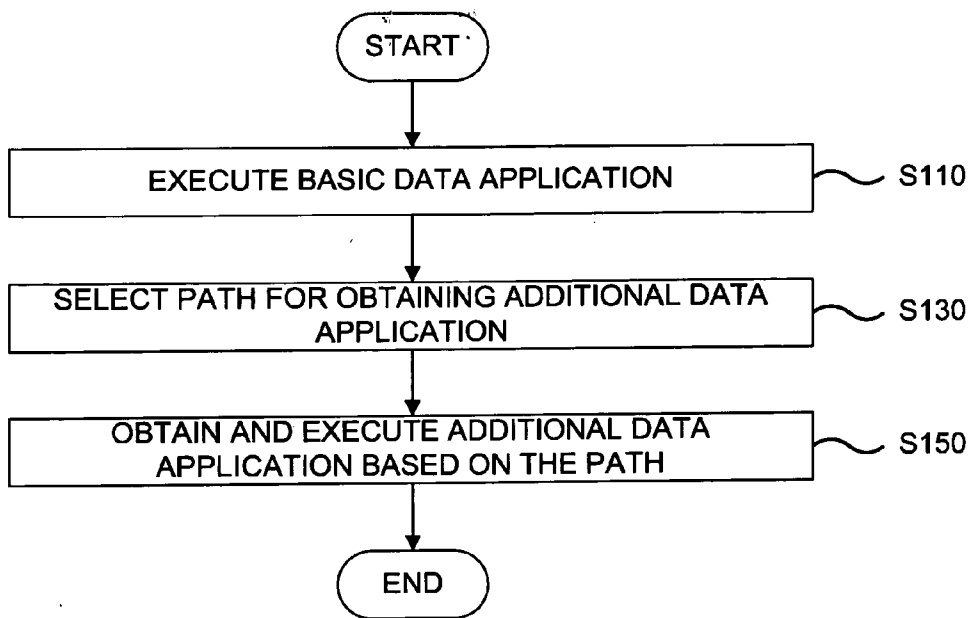 START
EXECUTE BASIC DATA APPLICATION
S110
SELECT PATH FOR OBTAINING ADDITIONAL DATA
APPLICATION
S130
OBTAIN AND EXECUTE ADDITIONAL DATA
APPLICATION BASED ON THE PATH
S150
END